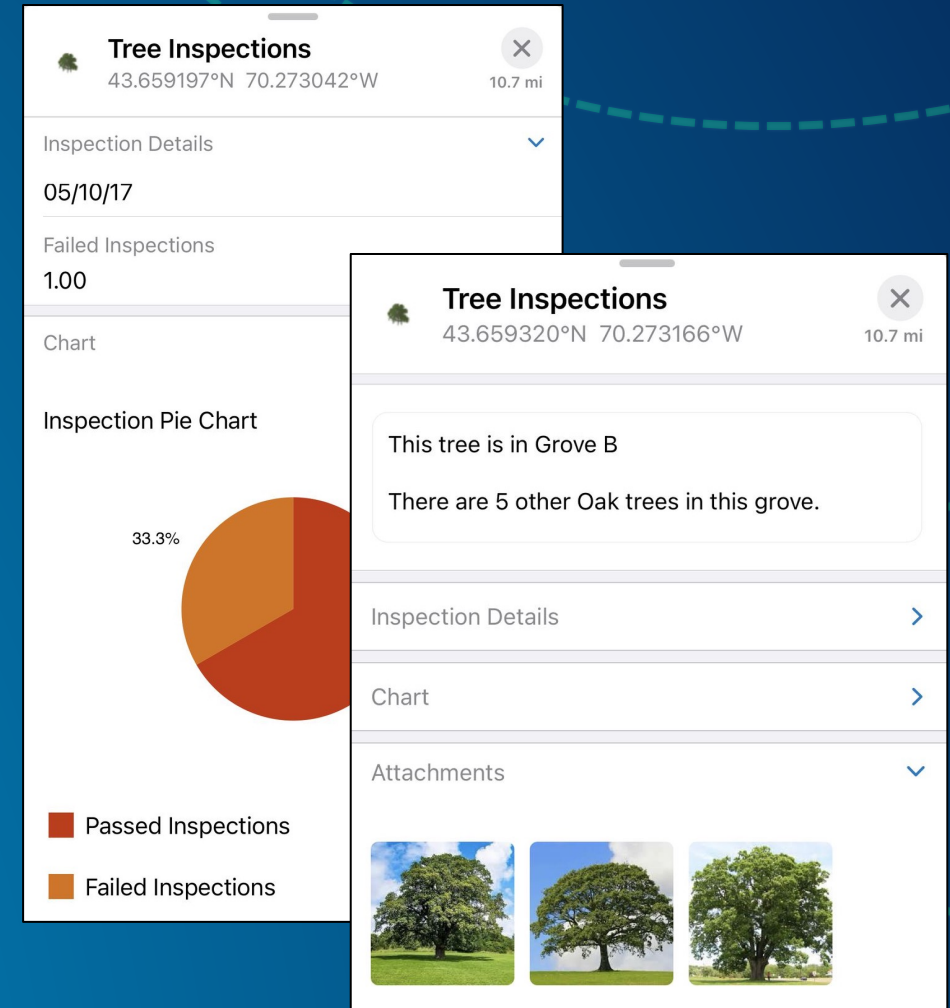 Tree Inspections
43.659197°N 70.273042°W
10.7 mi
Inspection Details
05/10/17
Failed Inspections
1.00
Chart
Inspection Pie Chart
33.3%
Passed Inspections
Failed Inspections
Tree Inspections
43.659320°N 70.273166°W
10.7 mi
This tree is in Grove B
There are 5 other Oak trees in this grove.
Inspection Details
Chart
Attachments